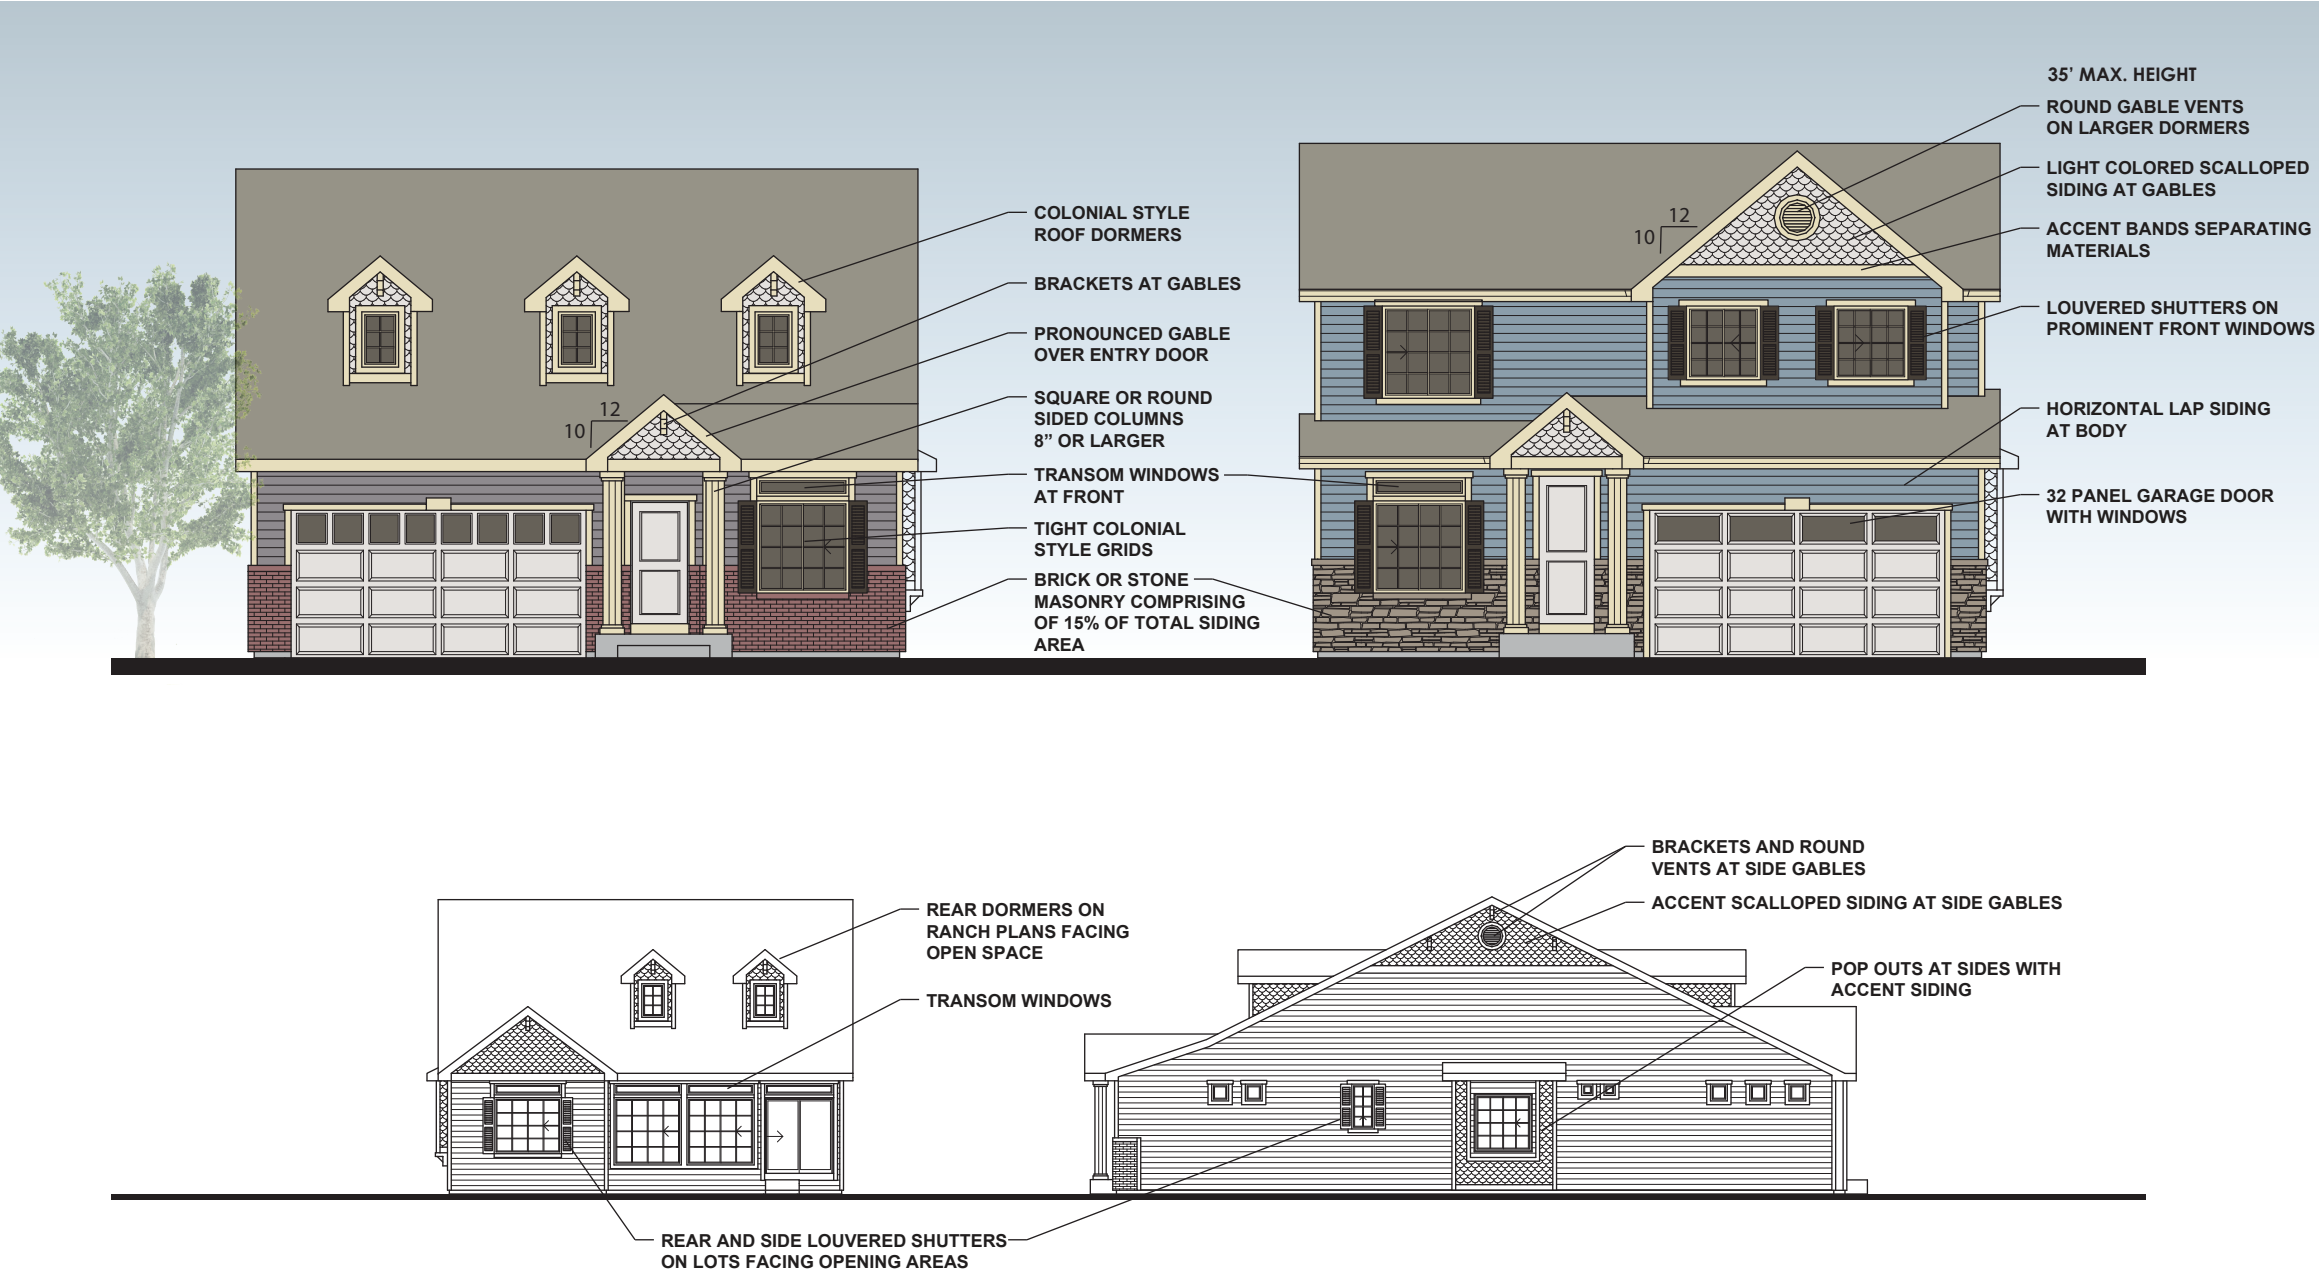 COLONIAL STYLE
ROOF DORMERS
BRACKETS AT GABLES
PRONOUNCED GABLE
OVER ENTRY DOOR
12
10
SQUARE OR ROUND
SIDED COLUMNS
8” OR LARGER
TRANSOM WINDOWS
AT FRONT
TIGHT COLONIAL
STYLE GRIDS
BRICK OR STONE
MASONRY COMPRISING
OF 15% OF TOTAL SIDING
AREA
35’ MAX. HEIGHT
ROUND GABLE VENTS
ON LARGER DORMERS
LIGHT COLORED SCALLOPED
SIDING AT GABLES
12
10
ACCENT BANDS SEPARATING
MATERIALS
LOUVERED SHUTTERS ON
PROMINENT FRONT WINDOWS
HORIZONTAL LAP SIDING
AT BODY
32 PANEL GARAGE DOOR
WITH WINDOWS
REAR DORMERS ON
RANCH PLANS FACING
OPEN SPACE
TRANSOM WINDOWS
BRACKETS AND ROUND
VENTS AT SIDE GABLES
ACCENT SCALLOPED SIDING AT SIDE GABLES
POP OUTS AT SIDES WITH
ACCENT SIDING
REAR AND SIDE LOUVERED SHUTTERS
ON LOTS FACING OPENING AREAS